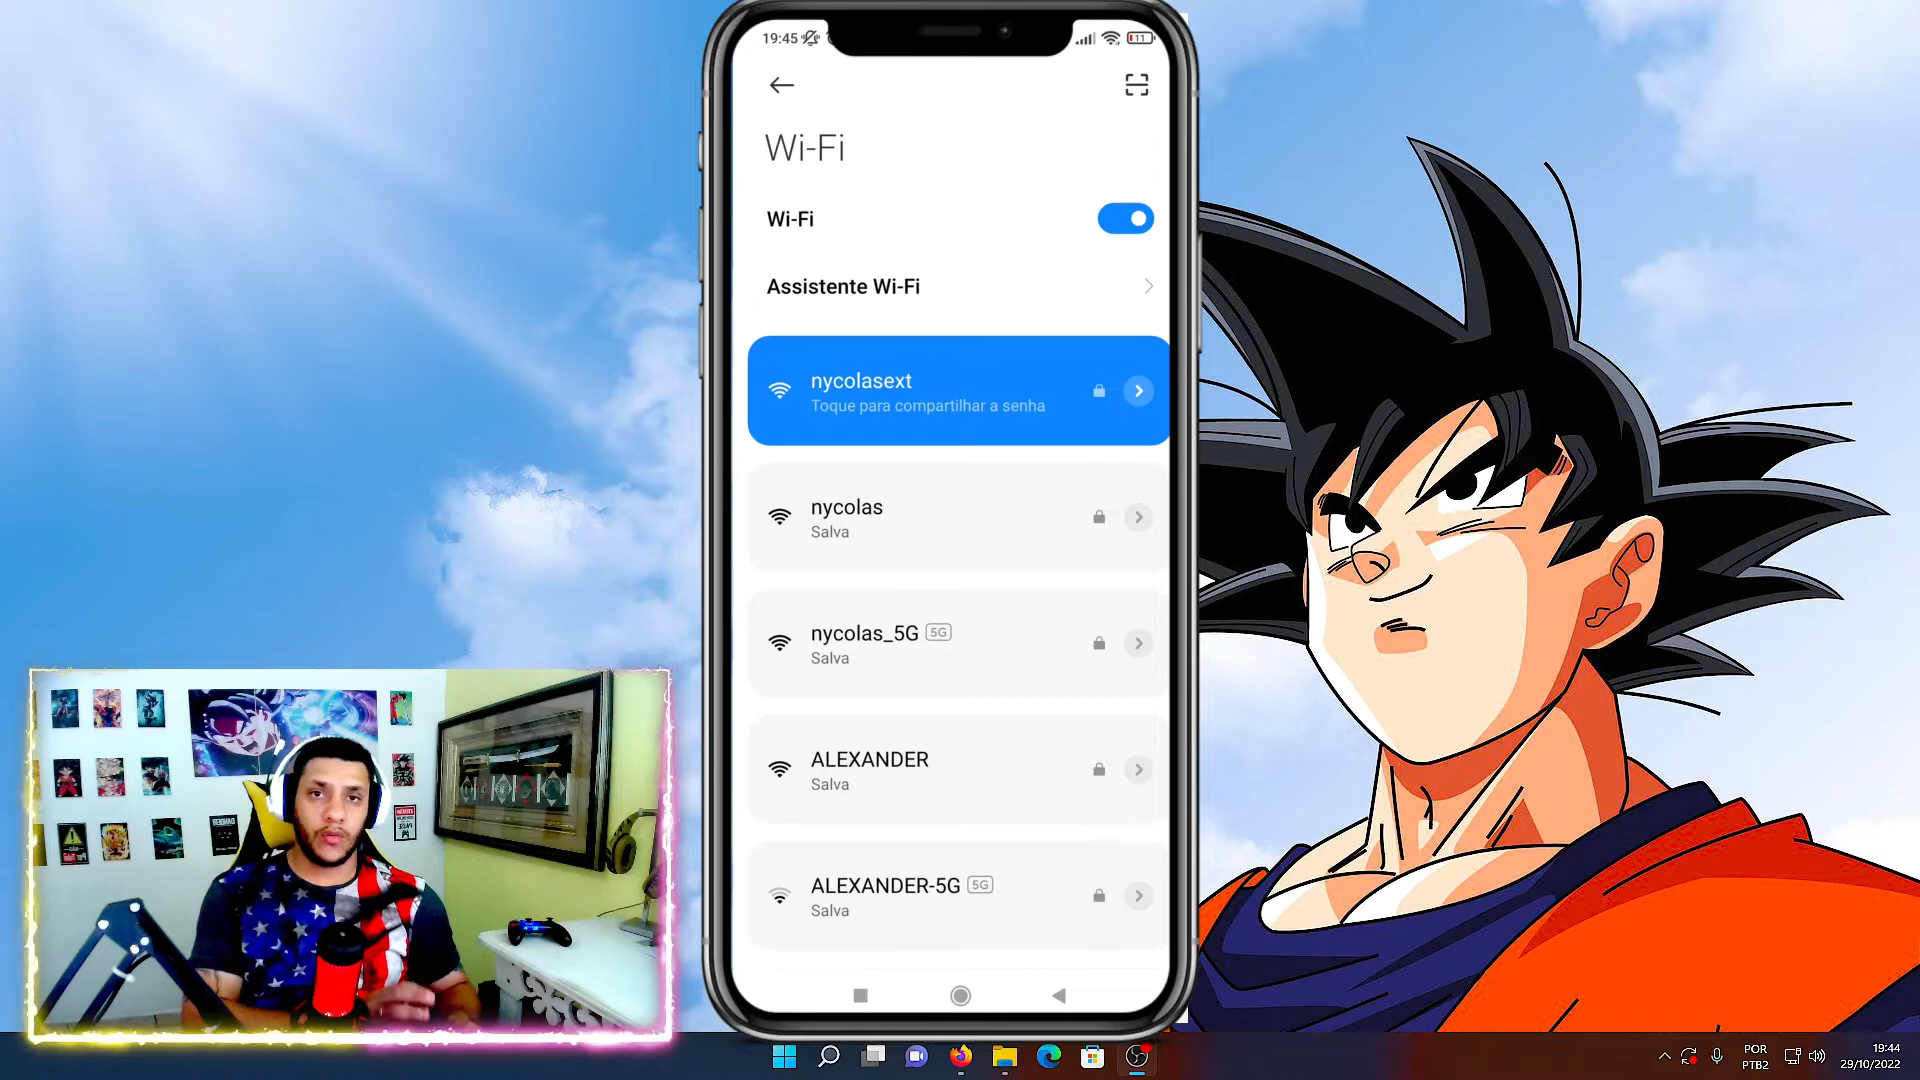 19:45
11
Wi-Fi
Wi-Fi
Assistente Wi-Fi
nycolasext
Toque para compartilhar a senha
nycolas
Salva
nycolas_5G 5G
Salva
ALEXANDER
Salva
ALEXANDER-5G 5G
Salva
POR
PTB2
19:44
29/10/2022